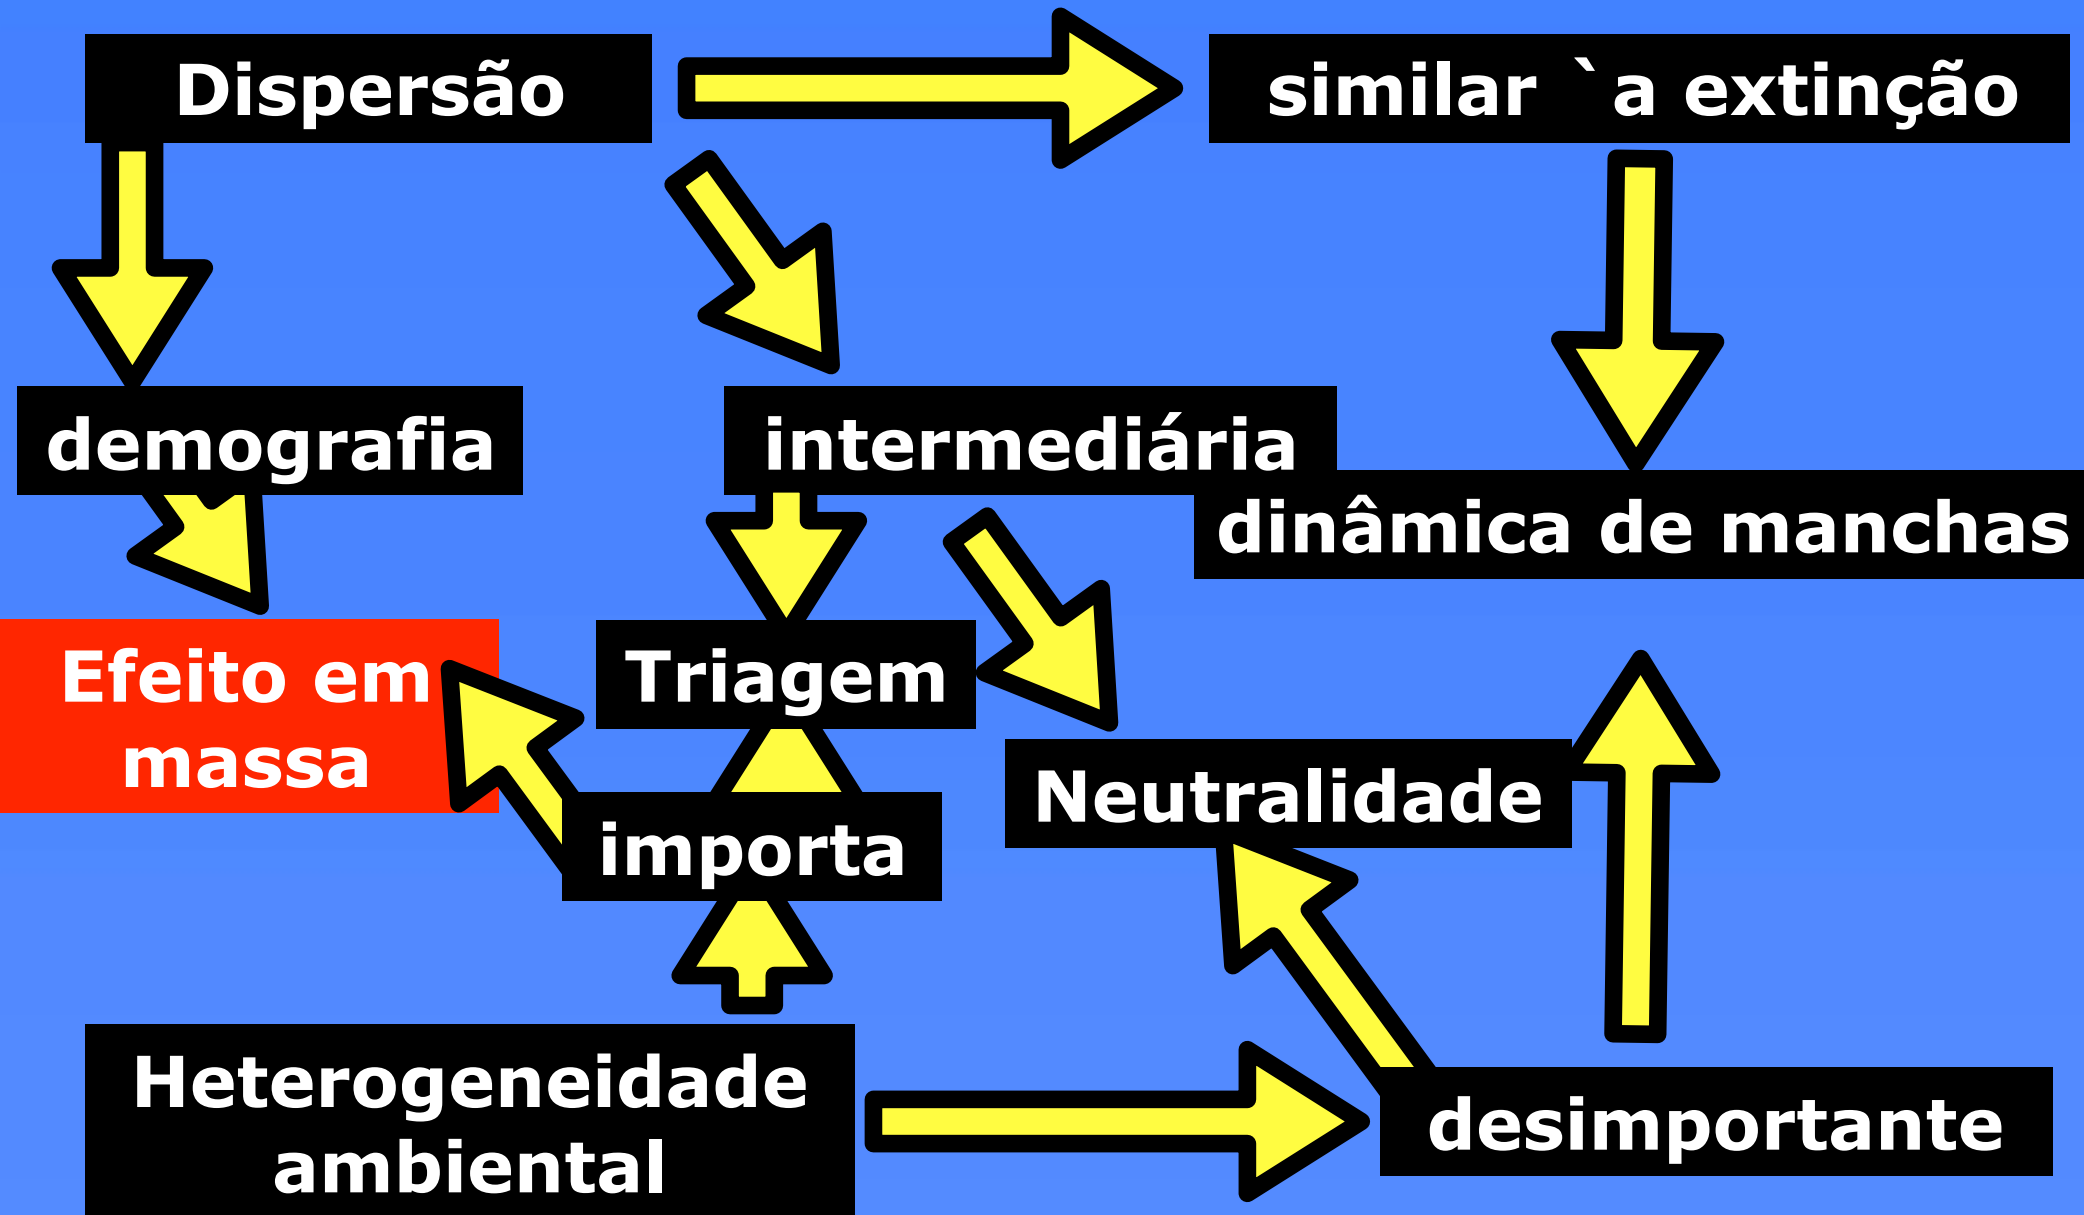 Dispersão
similar `a extinção
demografia
intermediária
dinâmica de manchas
Efeito em
massa
Triagem
Neutralidade
importa
Heterogeneidade
ambiental
desimportante